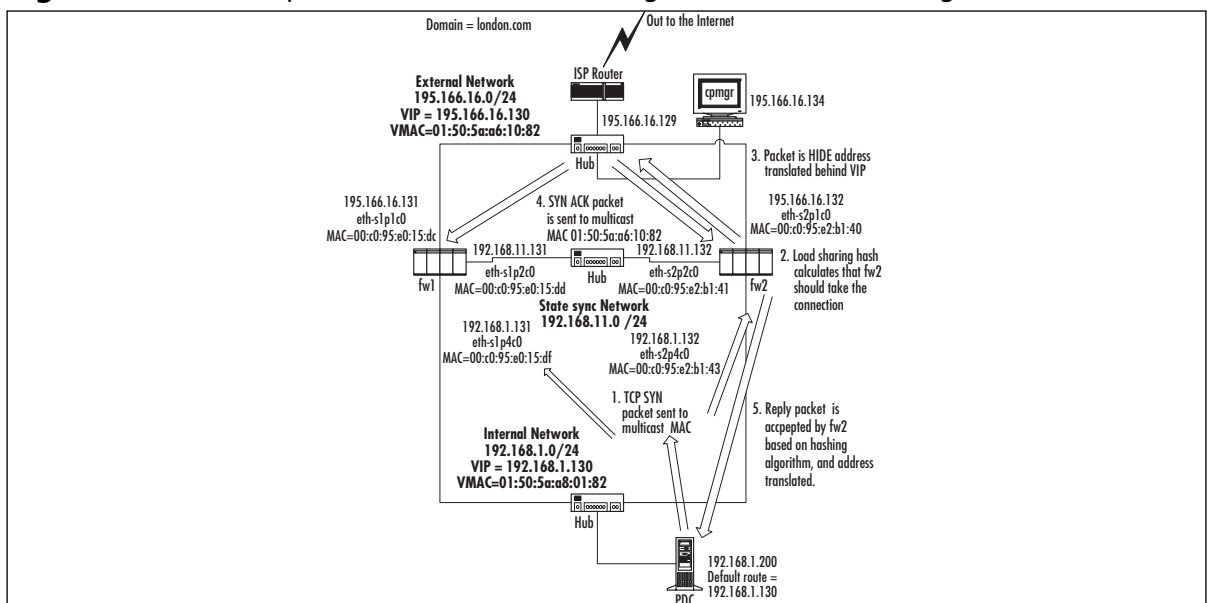 Domain = london.com
Out to the Internet
ISP Router
External Network
195.166.16.0/24
VIP = 195.166.16.130
VMAC=01:50:5a:a6:10:82
cpmgr
195.166.16.134
195.166.16.129
Hub
3. Packet is HIDE address
translated behind VIP
195.166.16.131
eth-s1p1c0
MAC=00:c0:95:e0:15:dc
4. SYN ACK packet
is sent to multicast
MAC 01:50:5a:a6:10:82
195.166.16.132
eth-s2p1c0
MAC=00:c0:95:e2:b1:40
192.168.11.131
192.168.11.132
fw1
eth-s1p2c0
MAC=00:c0:95:e0:15:dd
Hub
eth-s2p2c0
MAC=00:c0:95:e2:b1:41
fw2
2. Load sharing hash
calculates that fw2
should take the
connection
State sync Network
192.168.11.0 /24
192.168.1.131
eth-s1p4c0
MAC=00:c0:95:e0:15:df
192.168.1.132
eth-s2p4c0
MAC=00:c0:95:e2:b1:43
1. TCP SYN
packet sent to
multicast MAC
5. Reply packet is
accpepted by fw2
based on hashing
algorithm, and address
translated.
Internal Network
192.168.1.0/24
VIP = 192.168.1.130
VMAC=01:50:5a:a8:01:82
Hub
192.168.1.200
Default route =
192.168.1.130
PDC